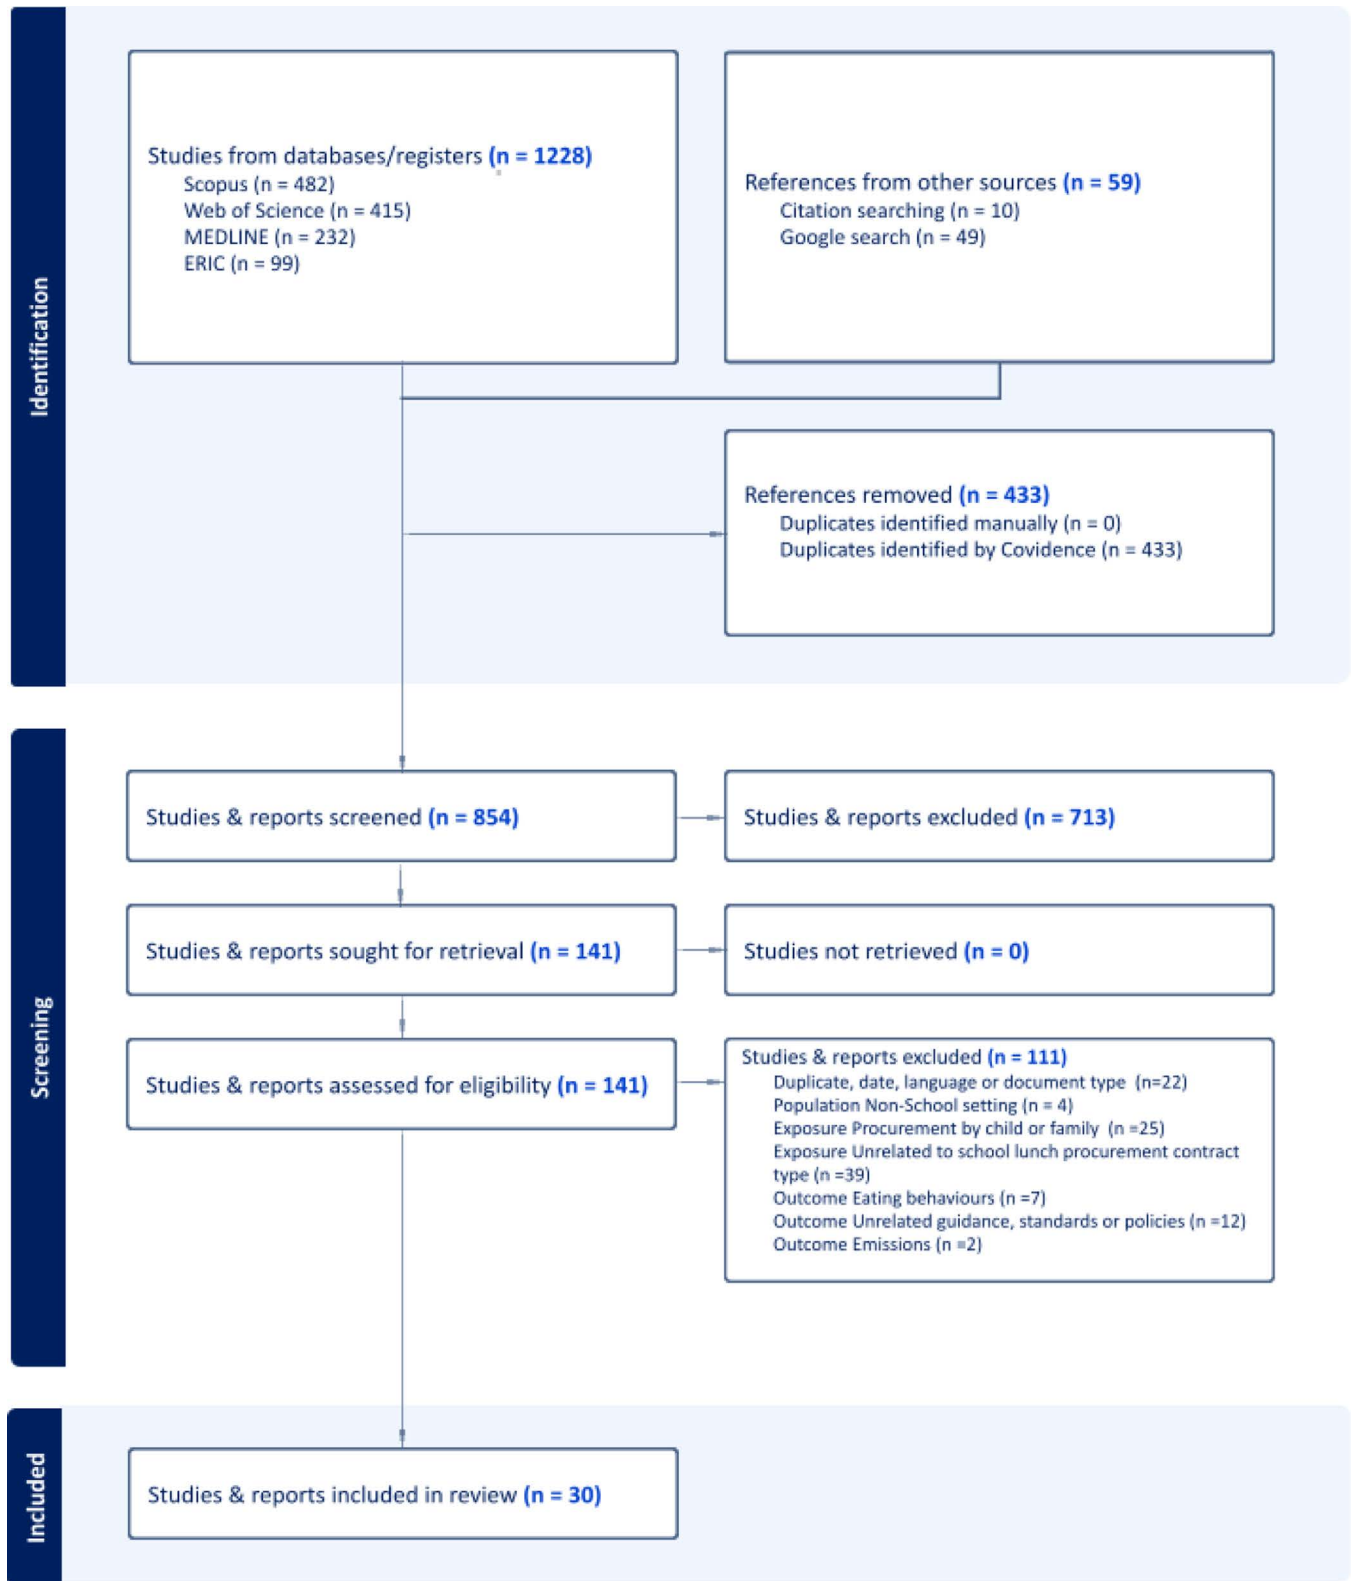 Identification
Studies from databases/registers (n = 1228)
Scopus (n = 482)
Web of Science (n = 415)
MEDLINE (n = 232)
ERIC (n = 99)
References from other sources (n = 59)
Citation searching (n = 10)
Google search (n = 49)
References removed (n = 433)
Duplicates identified manually (n = 0)
Duplicates identified by Covidence (n = 433)
Screening
Studies & reports screened (n = 854)
Studies & reports excluded (n = 713)
Studies & reports sought for retrieval (n = 141)
Studies not retrieved (n = 0)
Studies & reports assessed for eligibility (n = 141)
Studies & reports excluded (n = 111)
Duplicate, date, language or document type (n=22)
Population Non-School setting (n = 4)
Exposure Procurement by child or family (n =25)
Exposure Unrelated to school lunch procurement contract
type (n =39)
Outcome Eating behaviours (n =7)
Outcome Unrelated guidance, standards or policies (n =12)
Outcome Emissions (n =2)
Included
Studies & reports included in review (n = 30)